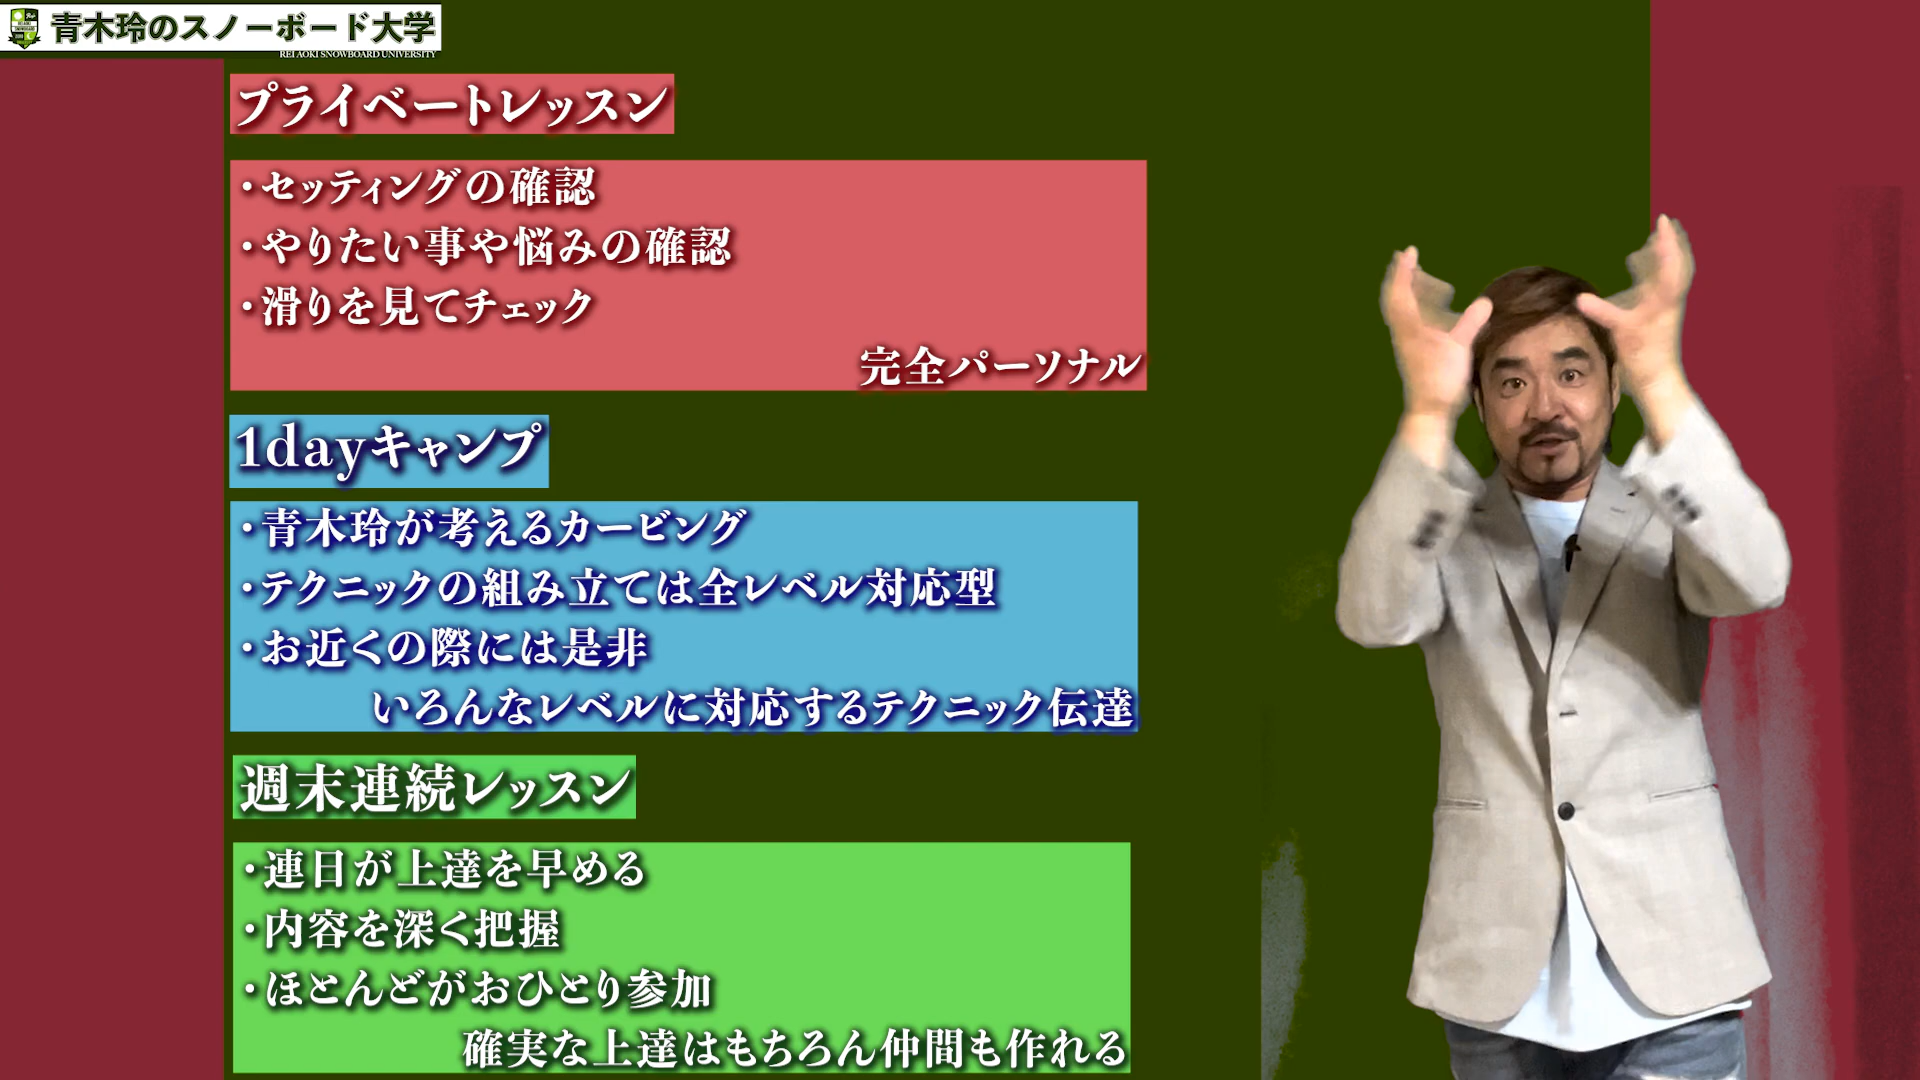 青木玲のスノーボード大学
REI AOKI SNOWBOARD UNIVERSITY
プライベートレッスン
・セッティングの確認
・やりたい事や悩みの確認
・滑りを見てチェック
完全パーソナル
1dayキャンプ
・青木玲が考えるカービング
・テクニックの組み立ては全レベル対応型
・お近くの際には是非
いろんなレベルに対応するテクニック伝達
週末連続レッスン
・連日が上達を早める
・内容を深く把握
・ほとんどがおひとり参加
確実な上達はもちろん仲間も作れる